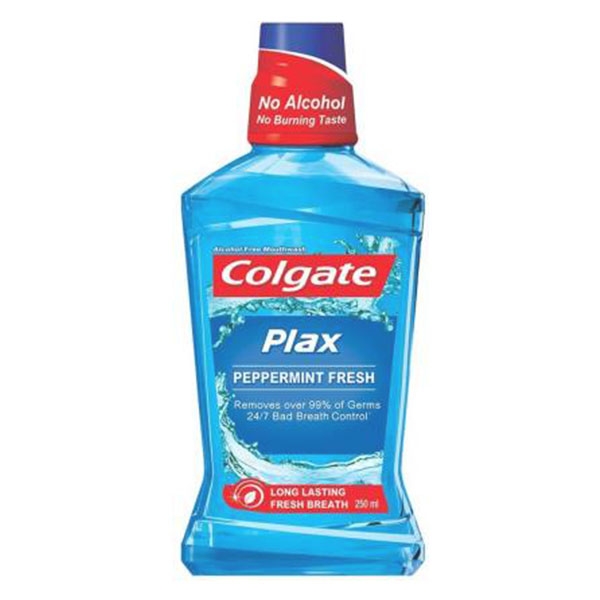 No Alcohol
No Burning Taste
Alcohol Free Mouthwash
Colgate
Plax
PEPPERMINT FRESH
Removes over 99% of Germs
24/7 Bad Breath Control*
LONG LASTING
FRESH BREATH 250 ml